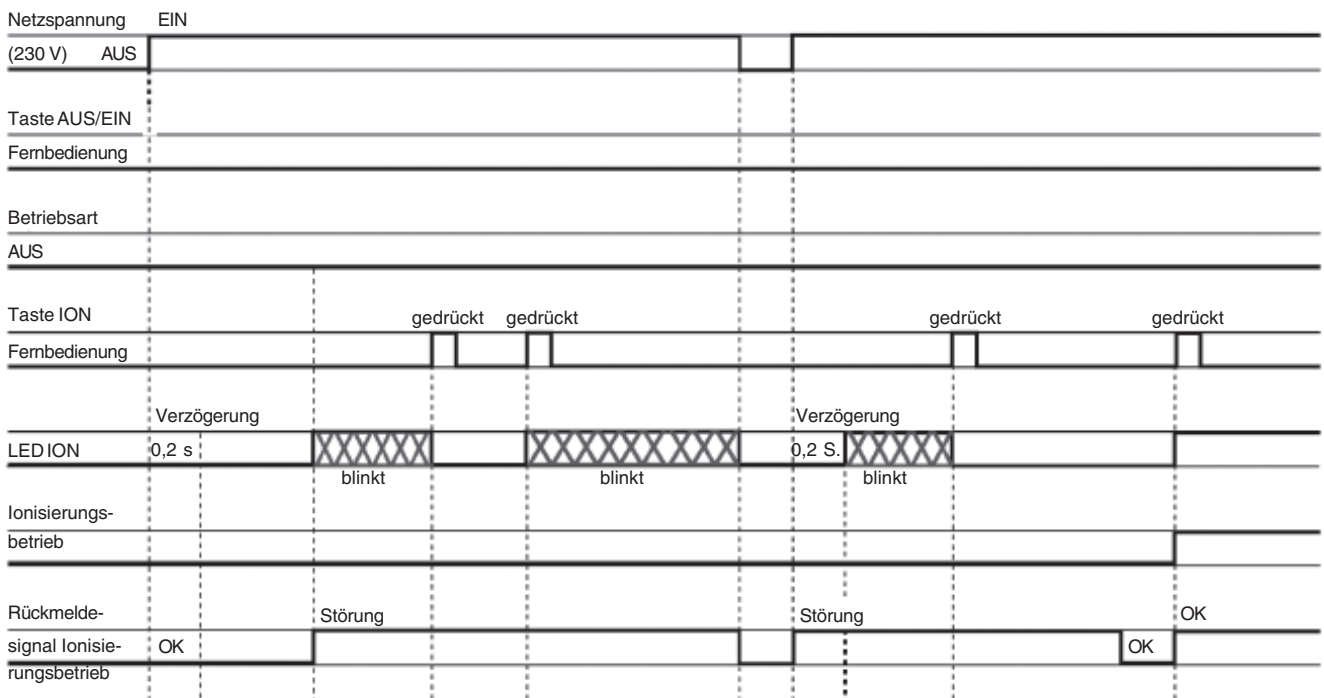 Netzspannung EIN
(230 V) AUS
Taste AUS/EIN
Fernbedienung
Betriebsart
AUS
Taste ION gedrückt gedrückt gedrückt gedrückt
Fernbedienung
Verzögerung Verzögerung
LED ION 0,2 s 0,2 S.
blinkt blinkt blinkt
Ionisierungs-
betrieb
Rückmelde- Störung Störung OK
signal Ionisie- OK OK
rungsbetrieb